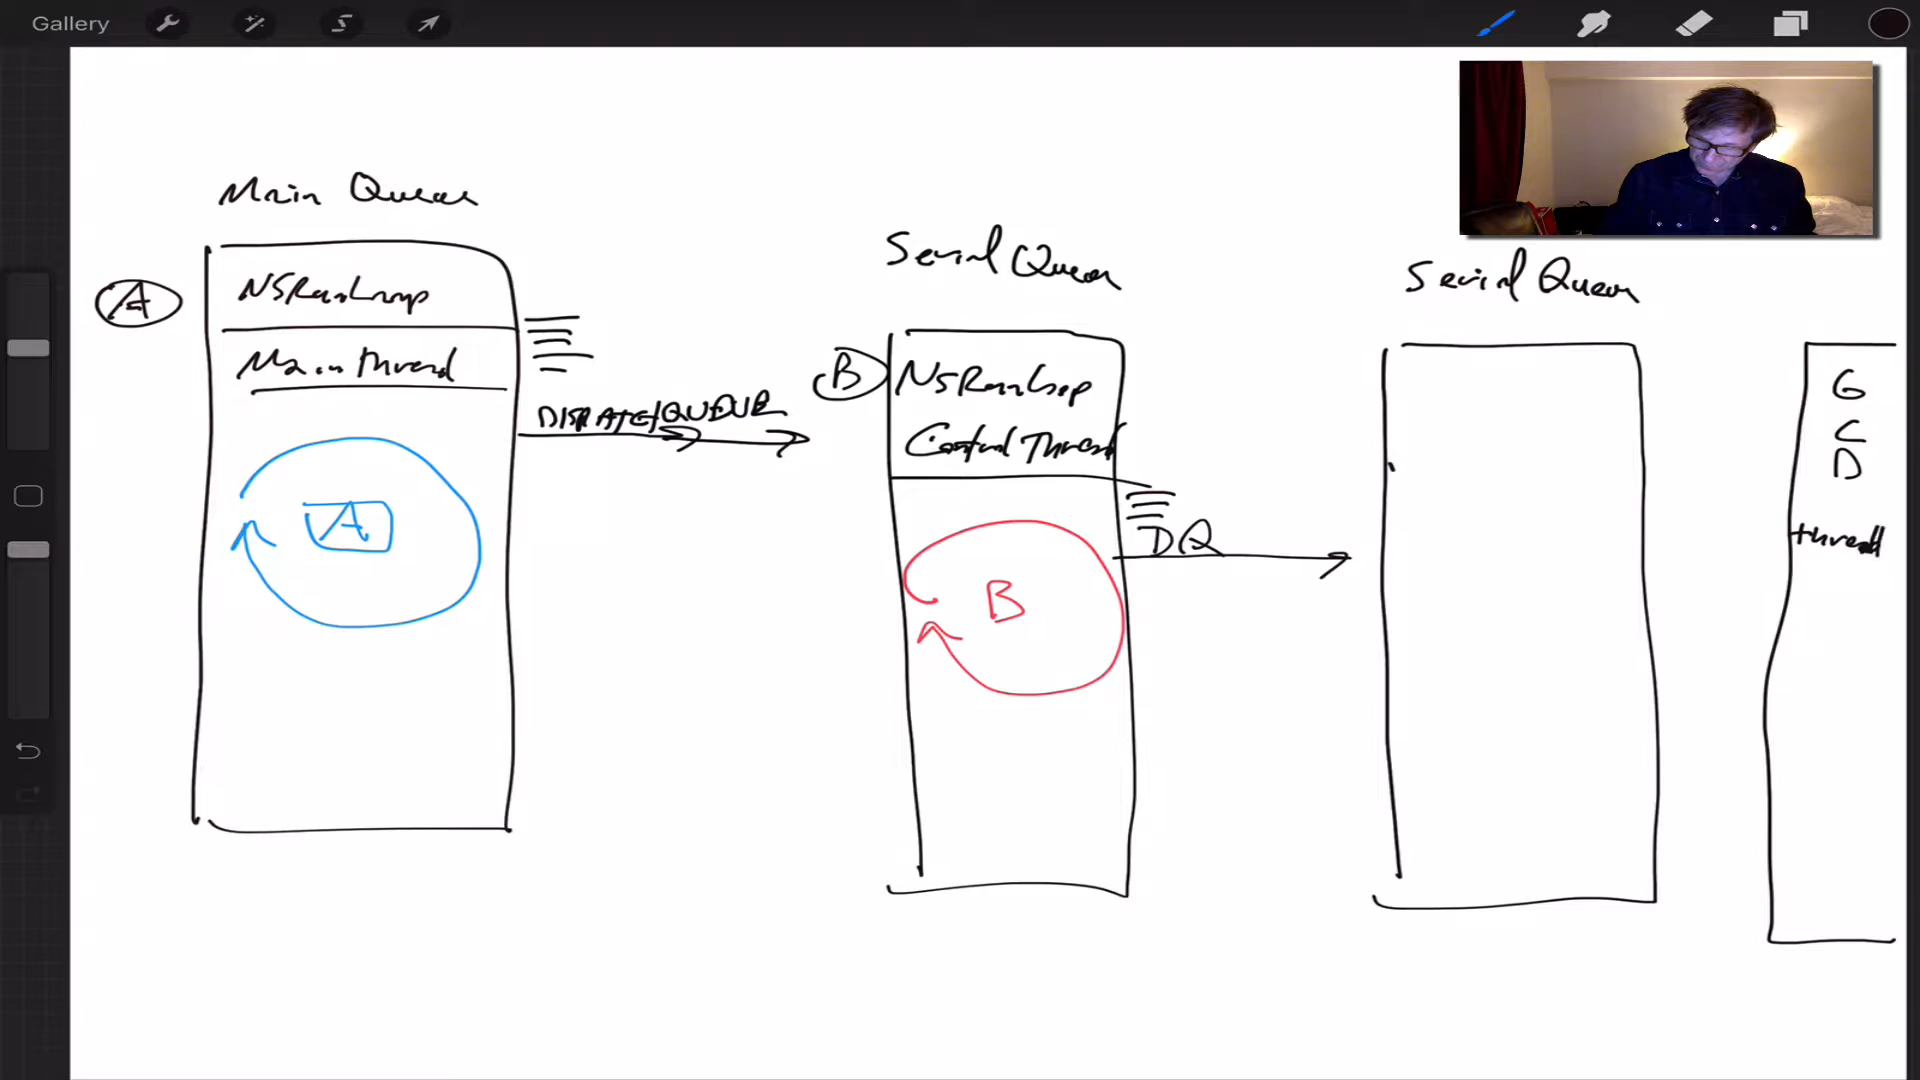 Gallery
Main Queue
A
NSRunLoop
Main Thread
DISPATCH QUEUE
A
Serial Queue
B
NSRunLoop
Control Thread
DQ
B
Serial Queue
G
C
D
thread